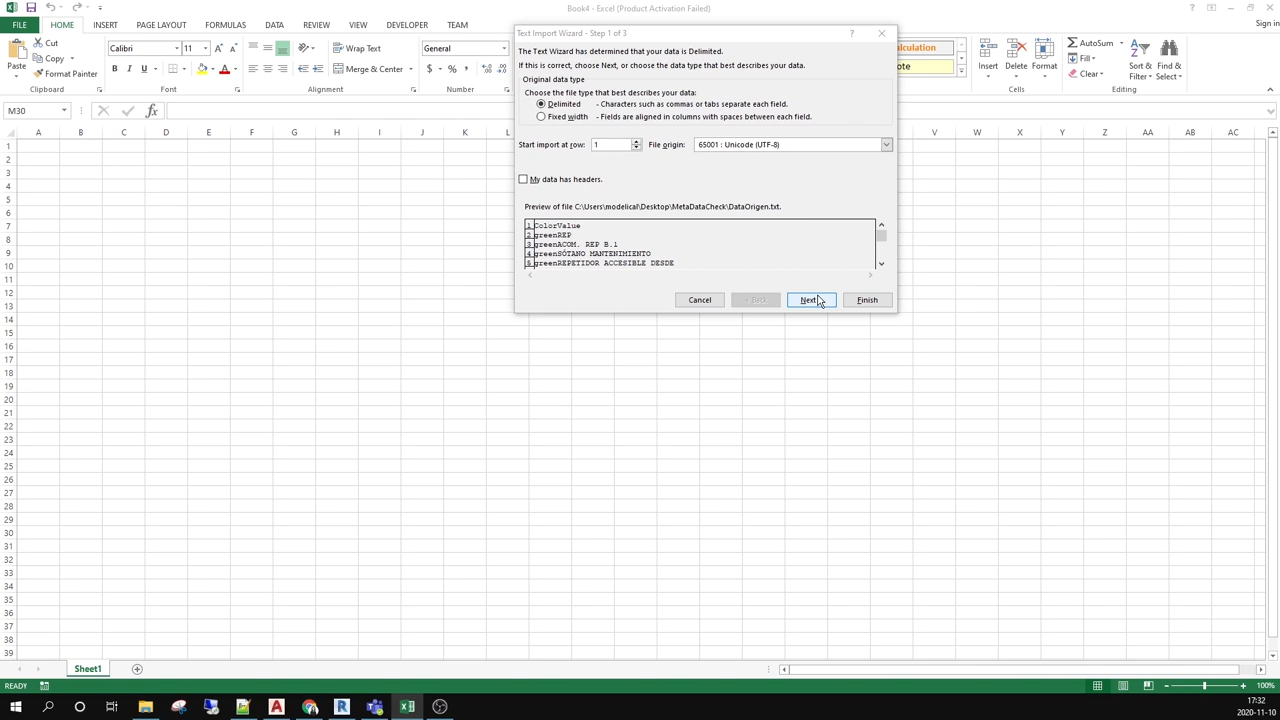 Book4 - Excel (Product Activation Failed)
Sign in
FILE HOME INSERT PAGE LAYOUT FORMULAS DATA REVIEW VIEW DEVELOPER TEAM
Paste
Cut
Copy
Format Painter
Clipboard
Calibri 11
B I U
Font
Wrap Text
Merge & Center
Alignment
General
$ % ,
Number
Calculation
Insert Delete Format
Cells
AutoSum
Fill
Clear
Sort & Filter
Find & Select
Editing
M30
fx
Text Import Wizard - Step 1 of 3
The Text Wizard has determined that your data is Delimited.
If this is correct, choose Next, or choose the data type that best describes your data.
Original data type
Choose the file type that best describes your data:
Delimited - Characters such as commas or tabs separate each field.
Fixed width - Fields are aligned in columns with spaces between each field.
Start import at row: 1 File origin: 65001 : Unicode (UTF-8)
My data has headers.
Preview of file C:\Users\modelical\Desktop\MetaDataCheck\DataOrigen.txt.
1 ColorValue
2 greenREP
3 greenACOM. REP B.1
4 greenSÓTANO MANTENIMIENTO
5 greenREPETIDOR ACCESIBLE DESDE
Cancel < Back Next Finish
A B C D E F G H I J K L V W X Y Z AA AB AC
1
2
3
4
5
6
7
8
9
10
11
12
13
14
15
16
17
18
19
20
21
22
23
24
25
26
27
28
29
30
31
32
33
34
35
36
37
38
39
Sheet1
READY
100%
17:32
2020-11-10